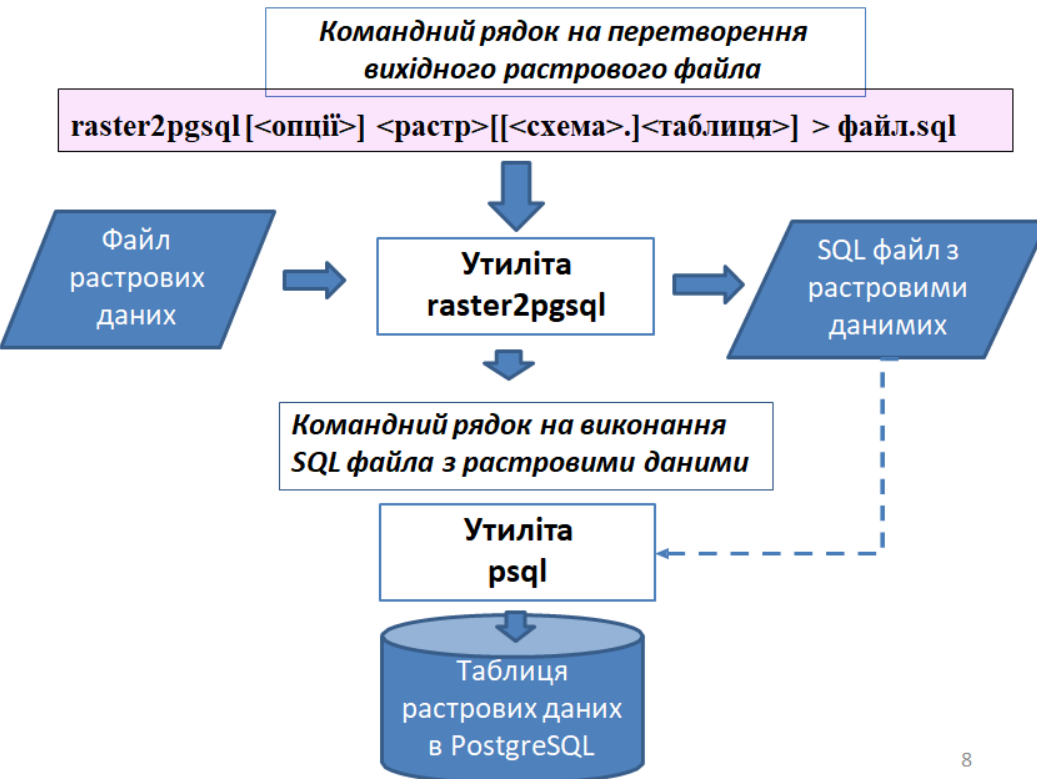 Командний рядок на перетворення
вихідного растрового файла
raster2pgsql [<опції>] <растр>[[<схема>.]<таблиця>] > файл.sql
Файл
растрових
даних
Утиліта
raster2pgsql
SQL файл з
растровими
данимих
Командний рядок на виконання
SQL файла з растровими даними
Утиліта
psql
Таблиця
растрових даних
в PostgreSQL
8